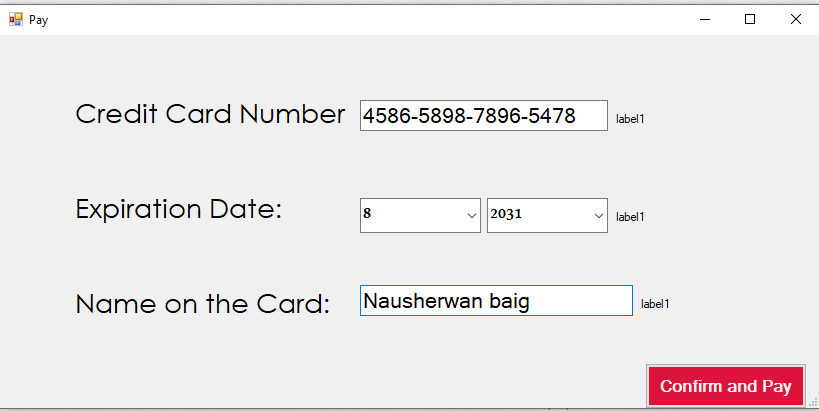 Pay
Credit Card Number 4586-5898-7896-5478 label1
Expiration Date: 8 2031 label1
Name on the Card: Nausherwan baig label1
Confirm and Pay